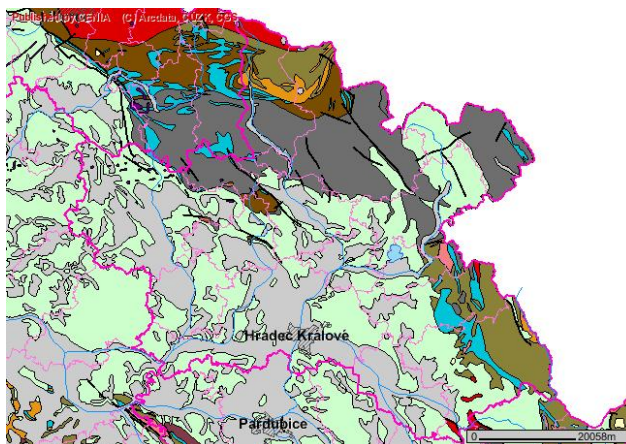 Published by CENIA (C) Arcdata, CUZK, CGS
Hradec Králové
Pardubice
0 20058m